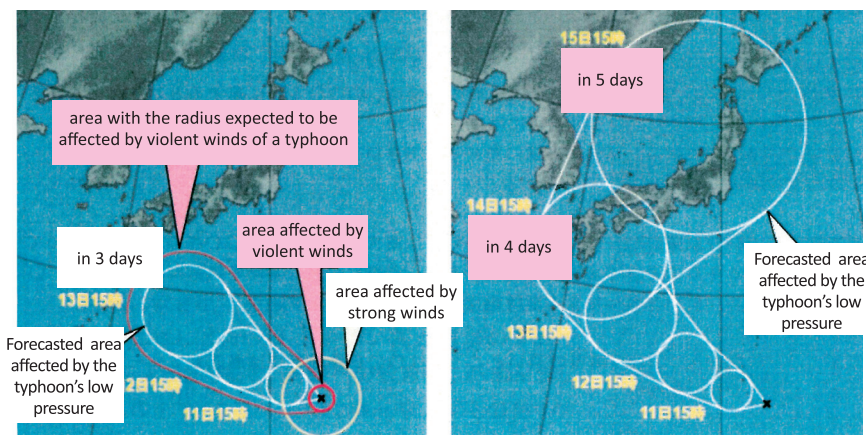 area with the radius expected to be
affected by violent winds of a typhoon
in 3 days
area affected by
violent winds
area affected by
strong winds
13日15時
Forecasted area
affected by the
typhoon's low
pressure
2日15時
11日15時
15日15時
in 5 days
14日15時
in 4 days
Forecasted area
affected by the
typhoon's low
pressure
13日15時
12日15時
11日15時